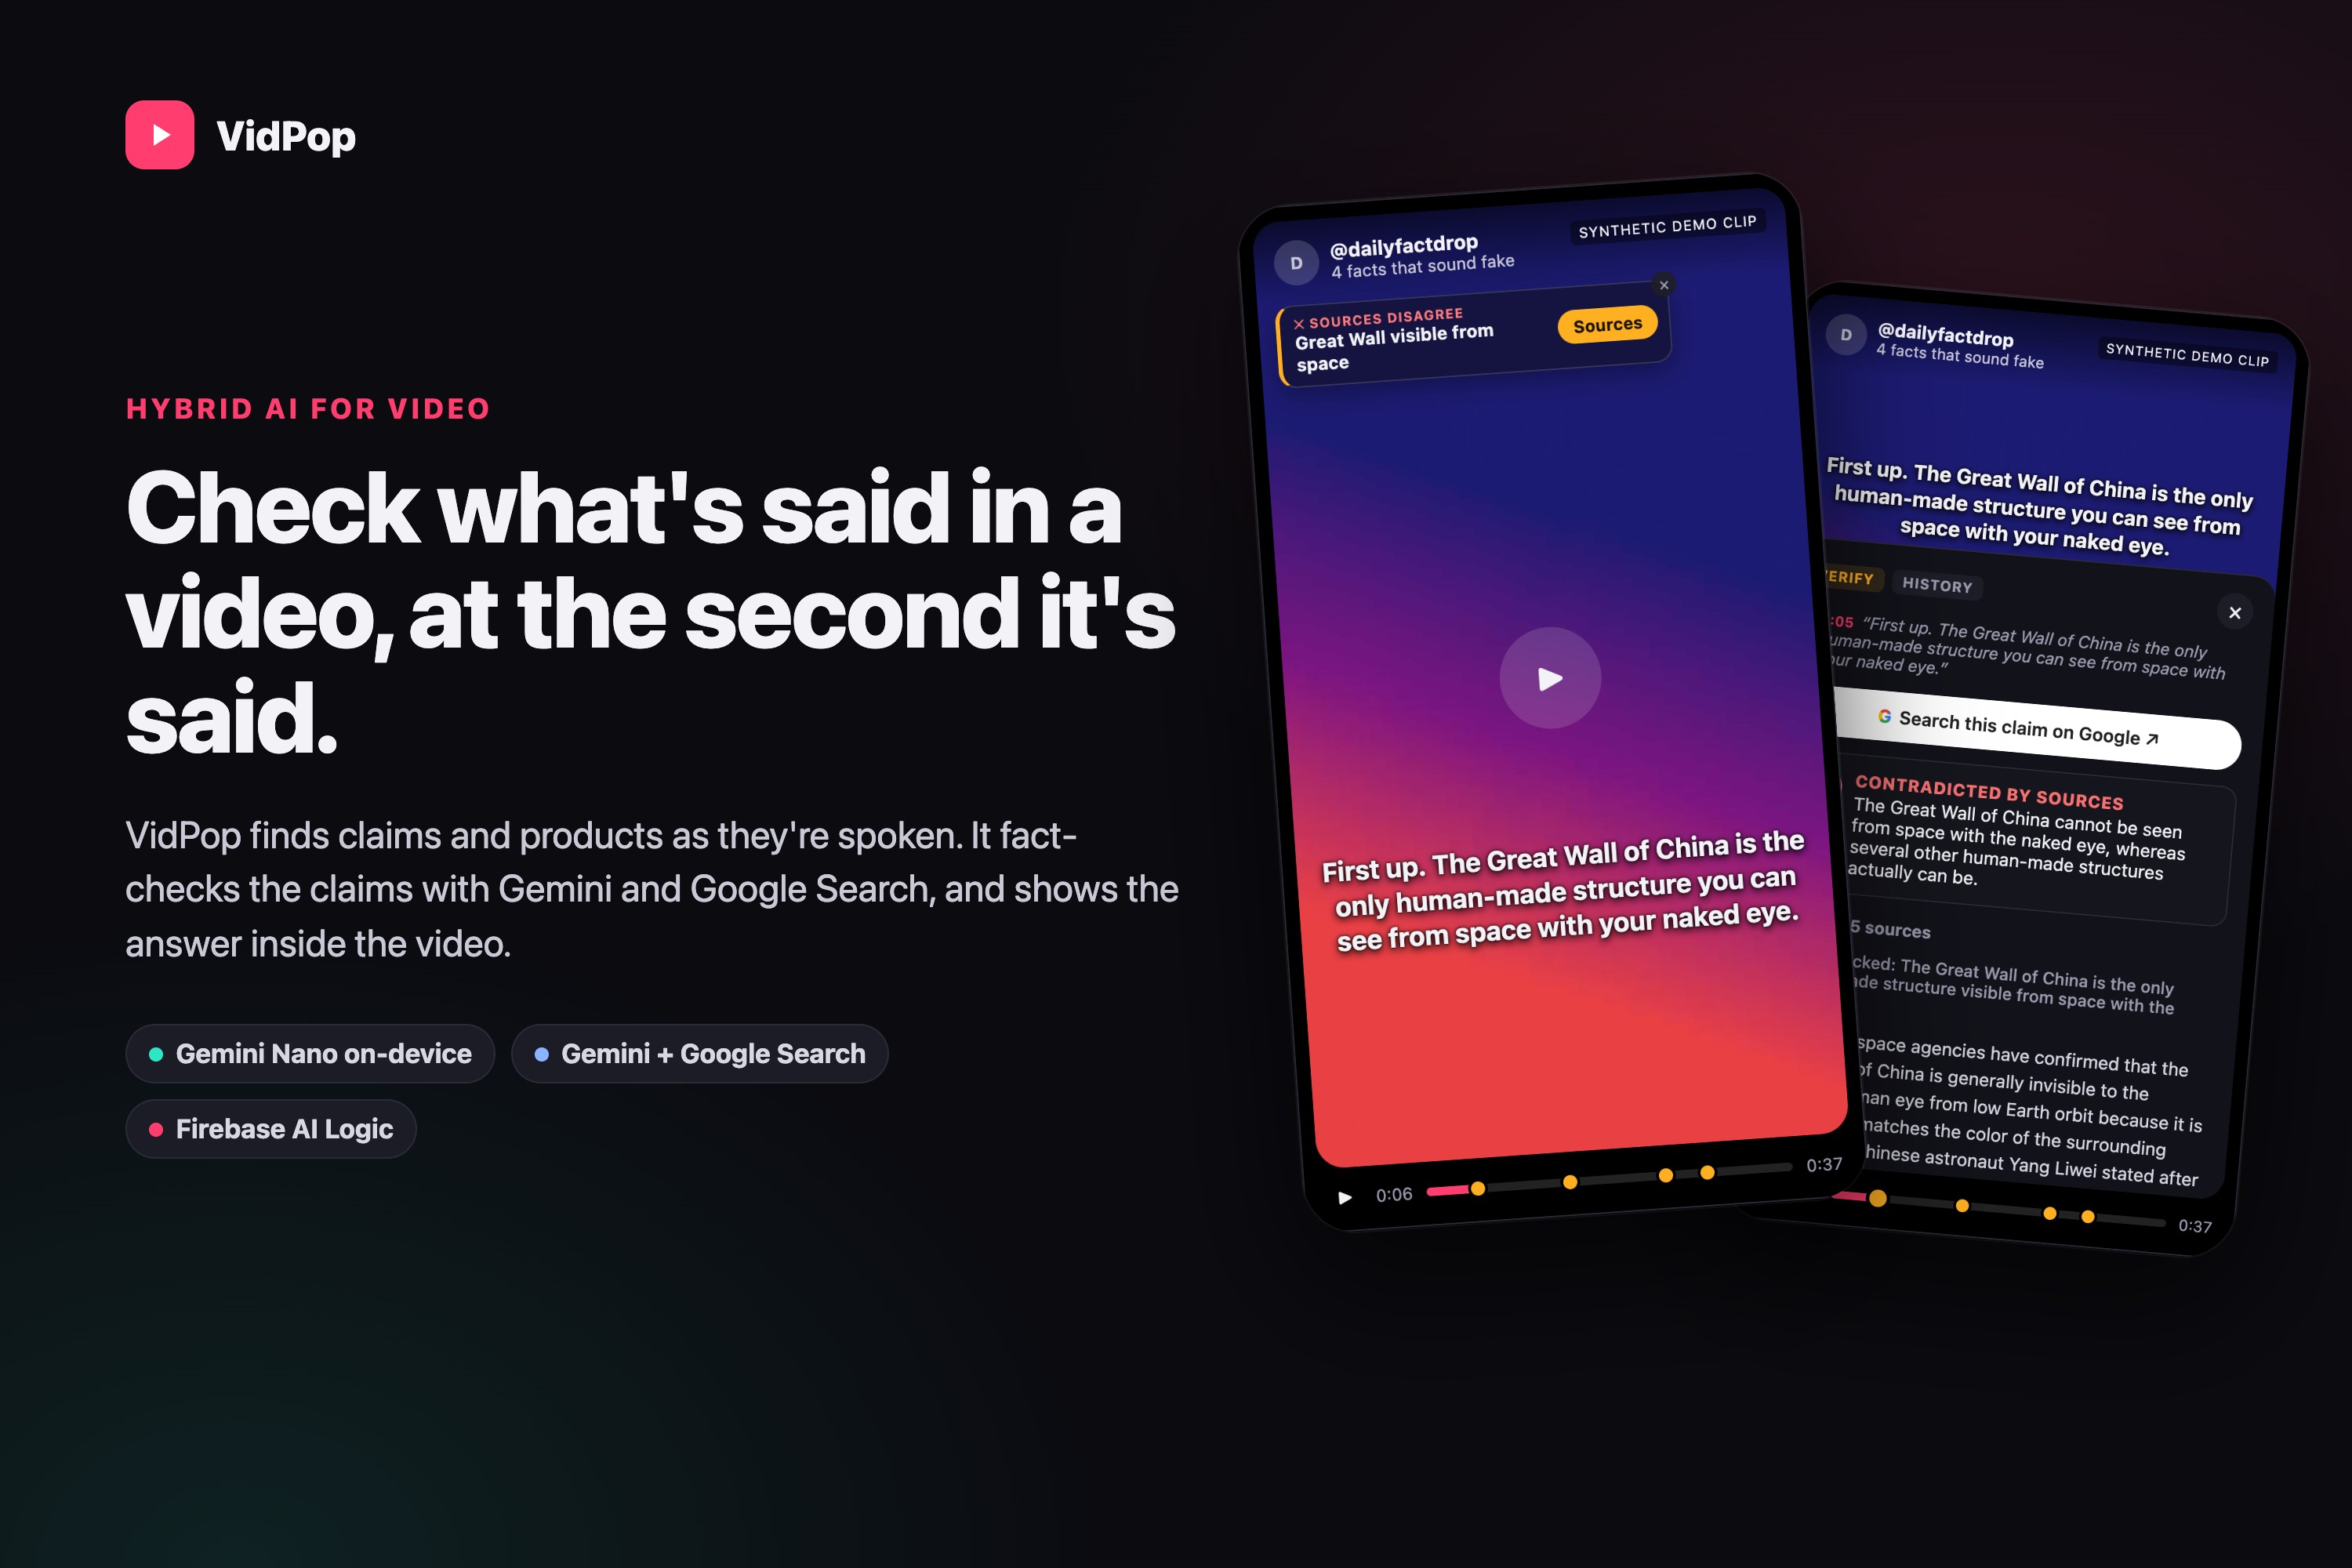 VidPop
HYBRID AI FOR VIDEO
Check what's said in a
video, at the second it's
said.
VidPop finds claims and products as they're spoken. It fact-
checks the claims with Gemini and Google Search, and shows the
answer inside the video.
Gemini Nano on-device
Gemini + Google Search
Firebase AI Logic
D
@dailyfactdrop
4 facts that sound fake
SYNTHETIC DEMO CLIP
× SOURCES DISAGREE
Great Wall visible from
space
Sources
×
First up. The Great Wall of China is the
only human-made structure you can
see from space with your naked eye.
0:06
0:37
D
@dailyfactdrop
4 facts that sound fake
SYNTHETIC DEMO CLIP
First up. The Great Wall of China is the only
human-made structure you can see from
space with your naked eye.
HISTORY
×
:05 “First up. The Great Wall of China is the only
structure you can see from space with
naked eye.”
G Search this claim on Google ↗
CONTRADICTED BY SOURCES
The Great Wall of China cannot be seen
from space with the naked eye, whereas
several other human-made structures
actually can be.
5 sources
The Great Wall of China is the only
structure visible from space with the
space agencies have confirmed that the
of China is generally invisible to the
eye from low Earth orbit because it is
matches the color of the surrounding
astronaut Yang Liwei stated after
0:37